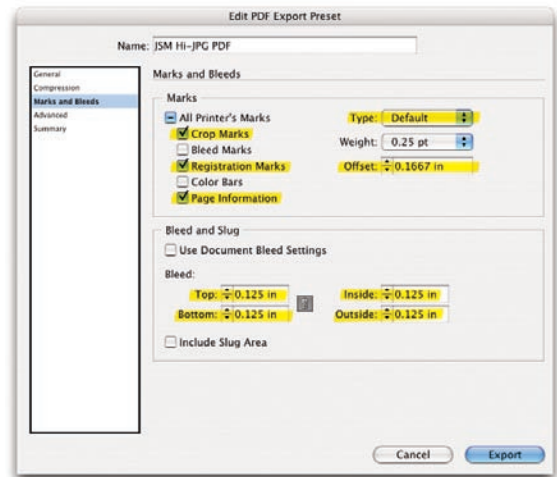 Edit PDF Export Preset
Name: JSM Hi-JPG PDF
General
Compression
Marks and Bleeds
Advanced
Summary
Marks and Bleeds
Marks
All Printer's Marks
Crop Marks
Bleed Marks
Registration Marks
Color Bars
Page Information
Type: Default
Weight: 0.25 pt
Offset: 0.1667 in
Bleed and Slug
Use Document Bleed Settings
Bleed:
Top: 0.125 in
Bottom: 0.125 in
Inside: 0.125 in
Outside: 0.125 in
Include Slug Area
Cancel
Export